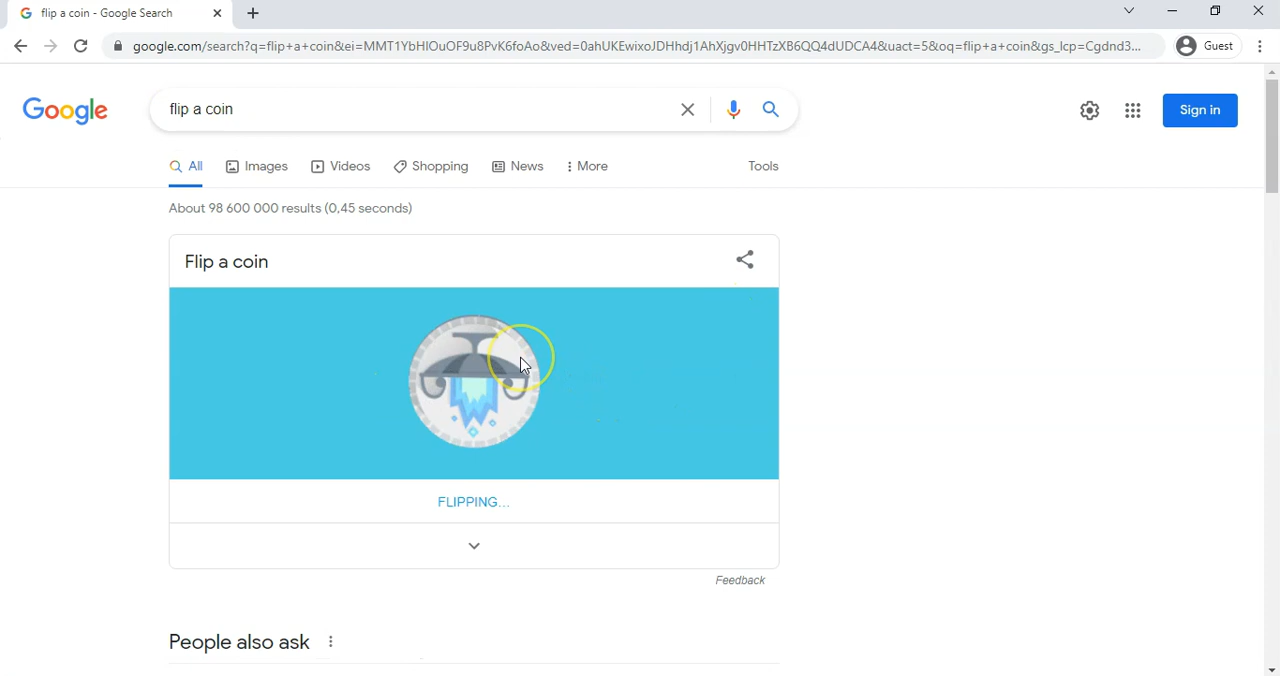 flip a coin - Google Search
google.com/search?q=flip+a+coin&ei=MMT1YbHIOuOF9u8PvK6foAo&ved=0ahUKEwixoJDHhdj1AhXjgv0HHTzXB6QQ4dUDCA4&uact=5&oq=flip+a+coin&gs_lcp=Cgdnd3...
Guest
Google
flip a coin
Sign in
All Images Videos Shopping News More Tools
About 98 600 000 results (0,45 seconds)
Flip a coin
FLIPPING...
Feedback
People also ask